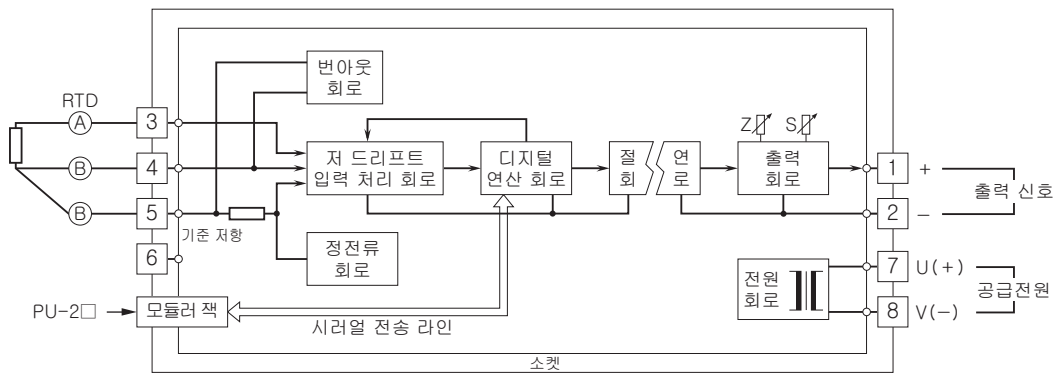 번아웃
회로
RTD
A
3
B
4
B
5
6
기준 저항
저 드리프트
입력 처리 회로
디지털
연산 회로
절
회
연
로
Z
S
출력
회로
1
+
2
−
출력 신호
정전류
회로
전원
회로
7
U(+)
8
V(−)
공급전원
PU-2□
모듈러 잭
시러얼 전송 라인
소켓